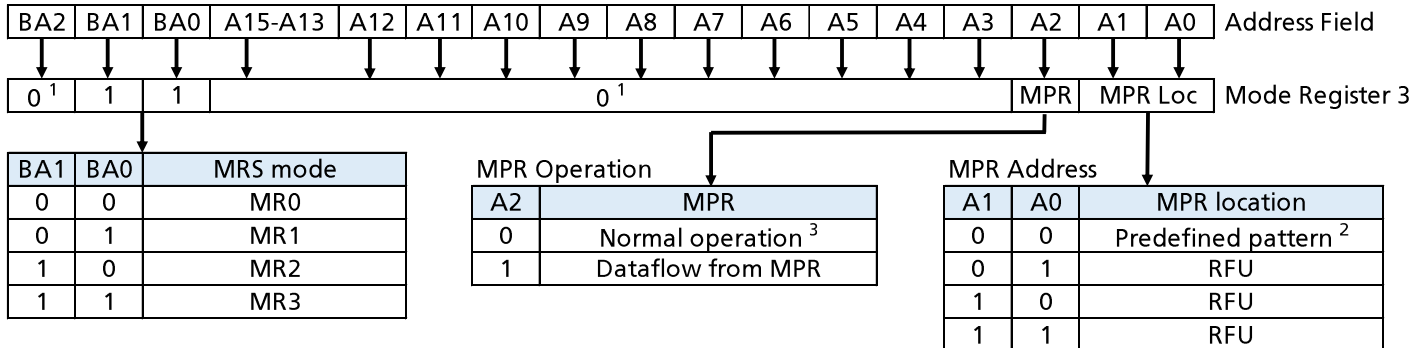 BA2 BA1 BA0 A15-A13 A12 A11 A10 A9 A8 A7 A6 A5 A4 A3 A2 A1 A0 Address Field
0 1 1 1 0 1 MPR MPR Loc Mode Register 3
BA1 BA0 MRS mode
0 0 MR0
0 1 MR1
1 0 MR2
1 1 MR3
MPR Operation
A2 MPR
0 Normal operation 3
1 Dataflow from MPR
MPR Address
A1 A0 MPR location
0 0 Predefined pattern 2
0 1 RFU
1 0 RFU
1 1 RFU